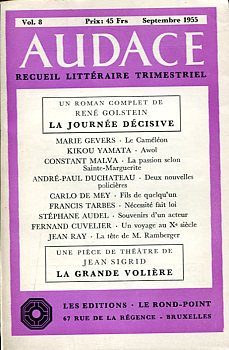 Vol. 8 Prix: 45 Frs Septembre 1955
AUDACE
RECUEIL LITTÉRAIRE TRIMESTRIEL
UN ROMAN COMPLET DE
RENÉ GOLSTEIN
LA JOURNÉE DÉCISIVE
MARIE GEVERS · Le Caméléon
KIKOU YAMATA · Awol
CONSTANT MALVA · La passion selon
Sainte-Marguerite
ANDRÉ-PAUL DUCHATEAU · Deux nouvelles
policières
CARLO DE MEY · Fils de quelqu'un
FRANCIS TARBES · Nécessité fait loi
STÉPHANE AUDEL · Souvenirs d'un acteur
FERNAND CUVELIER · Un voyage au Xe siècle
JEAN RAY · La tête de M. Ramberger
UNE PIÈCE DE THÉÂTRE DE
JEAN SIGRID
LA GRANDE VOLIÈRE
LES EDITIONS · LE ROND-POINT
67 RUE DE LA RÉGENCE - BRUXELLES